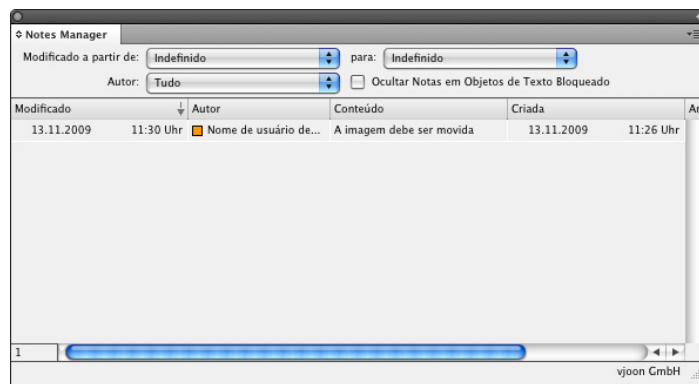 Notes Manager
Modificado a partir de: Indefinido para: Indefinido
Autor: Tudo Ocultar Notas em Objetos de Texto Bloqueado
Modificado Autor Conteúdo Criada
13.11.2009 11:30 Uhr Nome de usuário de... A imagem debe ser movida 13.11.2009 11:26 Uhr
1
vjoon GmbH